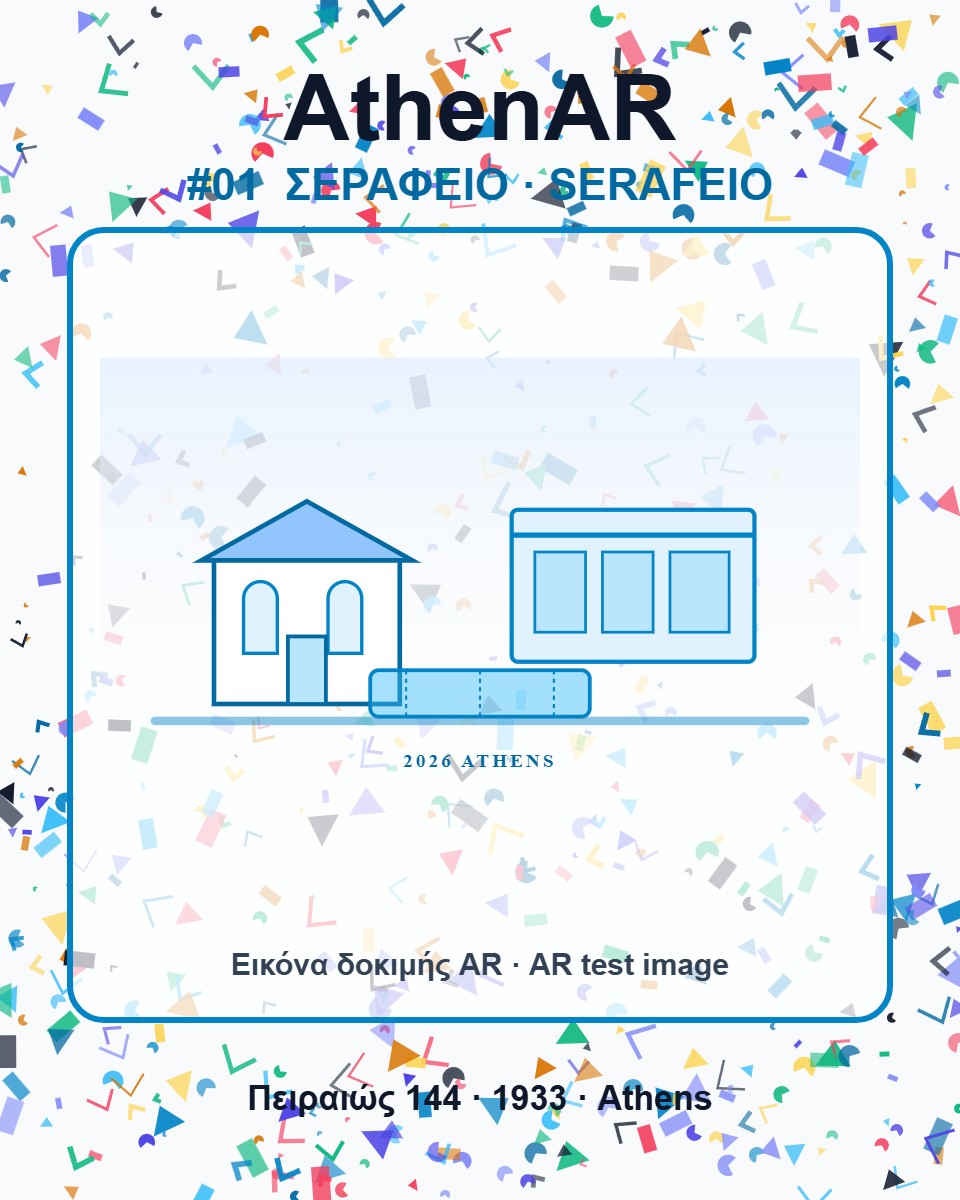 AthenAR
#01 ΣΕΡΑΦΕΙΟ · SERAFEIO
2026 ATHENS
Εικόνα δοκιμής AR · AR test image
Πειραιώς 144 · 1933 · Athens